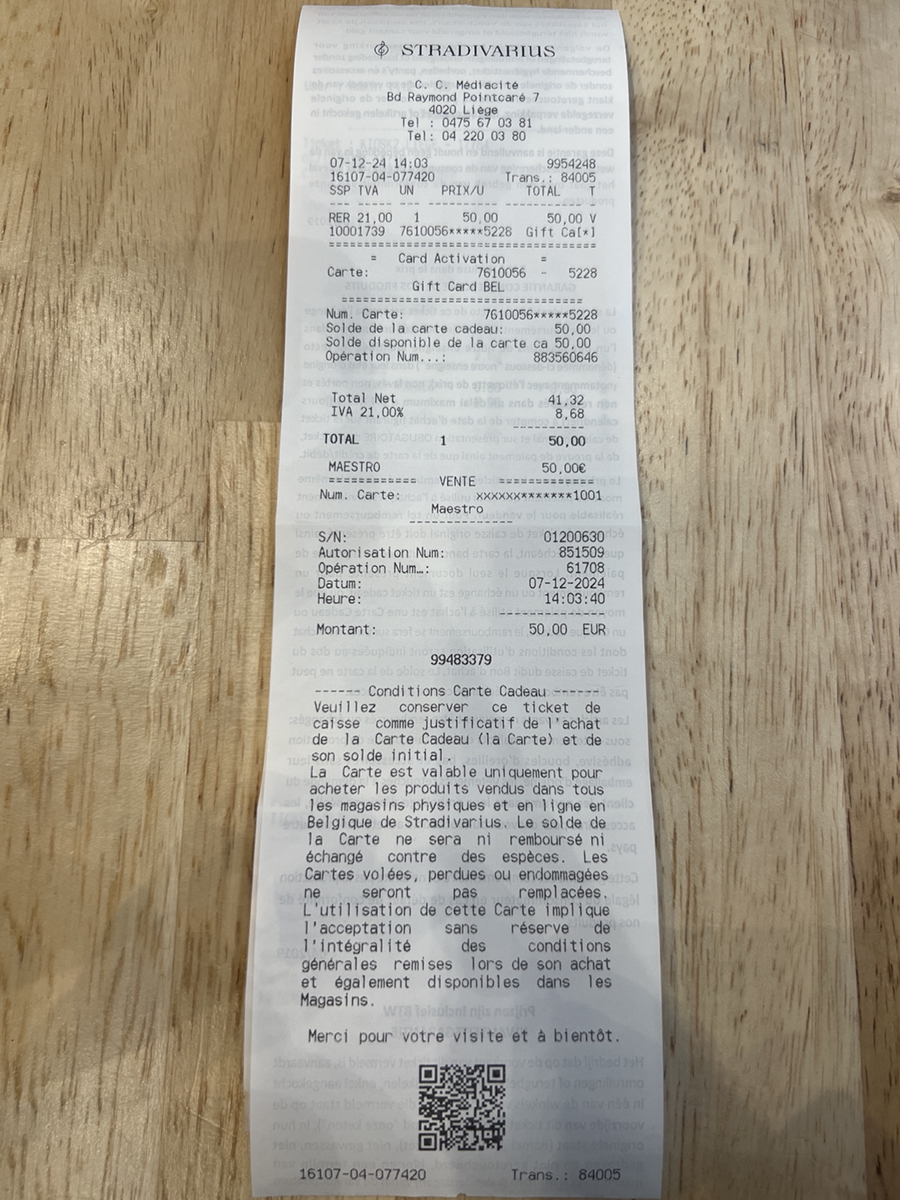 STRADIVARIUS
C. C. Médiacité
Bd Raymond Pointcaré 7
4020 Liège
Tel : 0475 67 03 81
Tel: 04 220 03 80
07-12-24 14:03 9954248
16107-04-077420 Trans.: 84005
SSP TVA UN PRIX/U TOTAL T
--- ---- --- -------- ---------- -
RER 21,00 1 50,00 50,00 V
10001739 7610056*****5228 Gift Ca[*]
======================================
= Card Activation =
Carte: 7610056 - 5228
Gift Card BEL
==================================
Num. Carte: 7610056*****5228
Solde de la carte cadeau: 50,00
Solde disponible de la carte ca 50,00
Opération Num...: 883560646
Total Net 41,32
IVA 21,00% 8,68
----------
TOTAL 1 50,00
MAESTRO 50,00€
============ VENTE =============
Num. Carte: xxxxxx*******1001
Maestro
-------------
S/N: 01200630
Autorisation Num: 851509
Opération Num…: 61708
Datum: 07-12-2024
Heure: 14:03:40
-------------
Montant: 50,00 EUR
99483379
------ Conditions Carte Cadeau ------
Veuillez conserver ce ticket de
caisse comme justificatif de l'achat
de la Carte Cadeau (la Carte) et de
son solde initial.
La Carte est valable uniquement pour
acheter les produits vendus dans tous
les magasins physiques et en ligne en
Belgique de Stradivarius. Le solde de
la Carte ne sera ni remboursé ni
échangé contre des espèces. Les
Cartes volées, perdues ou endommagées
ne seront pas remplacées.
L'utilisation de cette Carte implique
l'acceptation sans réserve de
l'intégralité des conditions
générales remises lors de son achat
et également disponibles dans les
Magasins.
Merci pour votre visite et à bientôt.
16107-04-077420 Trans.: 84005